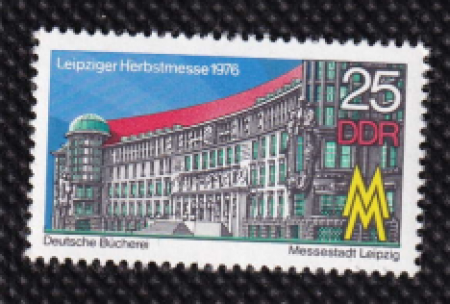 Leipziger Herbstmesse 1976
25
DDR
MM
Deutsche Bücherei
Messestadt Leipzig